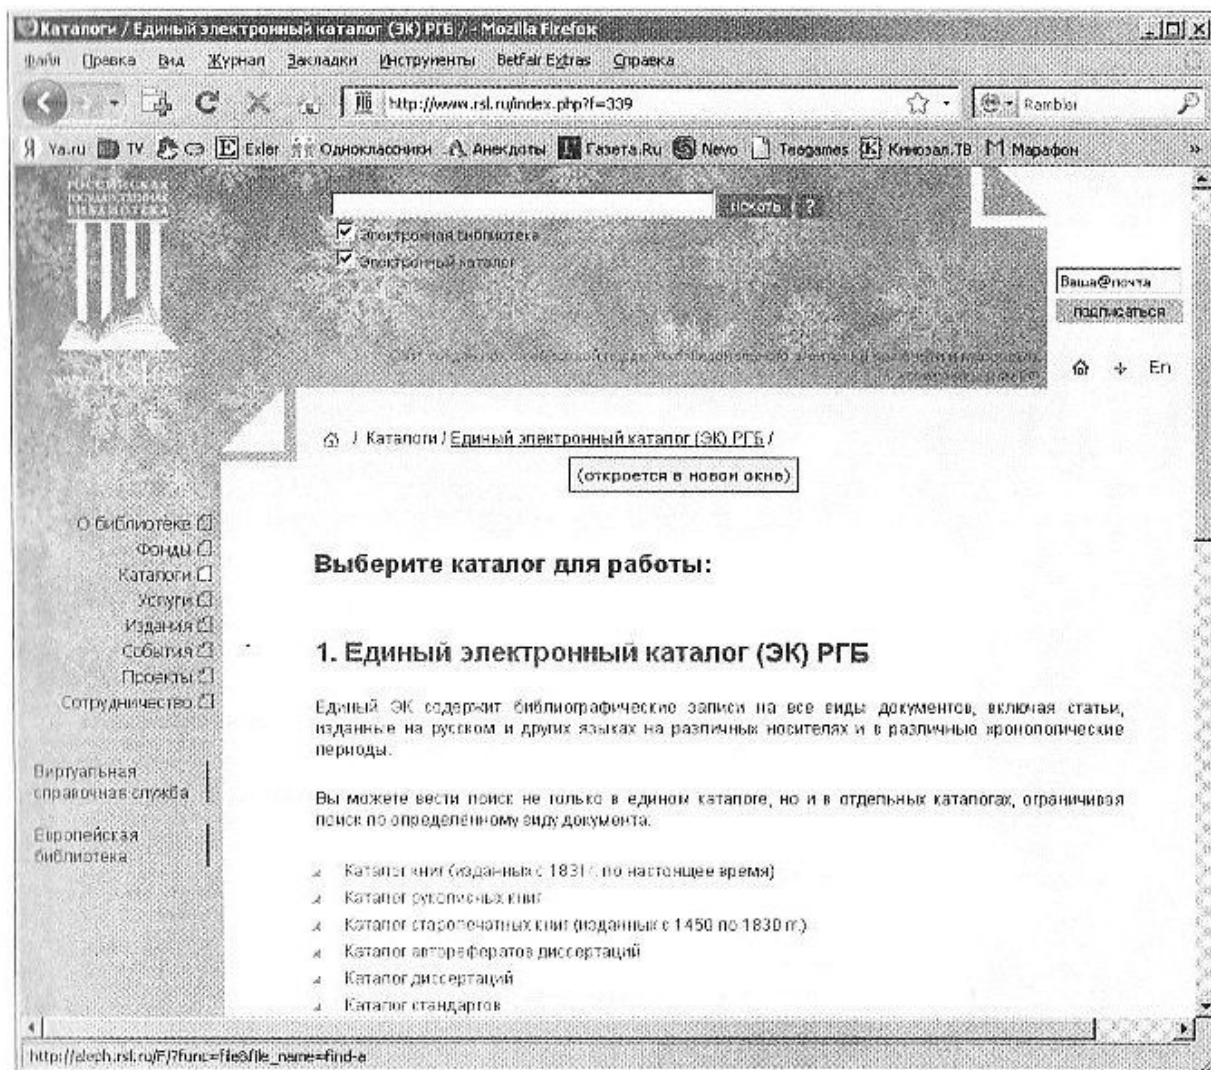 Каталоги / Единый электронный каталог (ЭК) РГБ / - Mozilla Firefox
Файл Правка Вид Журнал Закладки Инструменты Betfair Extras Справка
http://www.rsl.ru/index.php?f=339 Rambler
Ya.ru TV СЭ Exler Одноклассники Анекдоты Газета.Ru Nevo Teagames Кинозал.ТВ Марафон »
РОССИЙСКАЯ
ГОСУДАРСТВЕННАЯ
БИБЛИОТЕКА
искать ?
Электронная библиотека
Электронный каталог
Ваша@почта
подписаться
En
/ Каталоги / Единый электронный каталог (ЭК) РГБ /
(откроется в новом окне)
О библиотеке
Фонды
Каталоги
Услуги
Издания
События
Проекты
Сотрудничество
Виртуальная
справочная служба
Европейская
библиотека
Выберите каталог для работы:
1. Единый электронный каталог (ЭК) РГБ
Единый ЭК содержит библиографические записи на все виды документов, включая статьи,
изданные на русском и других языках на различных носителях и в различные хронологические
периоды.
Вы можете вести поиск не только в едином каталоге, но и в отдельных каталогах, ограничивая
поиск по определённому виду документа:
Каталог книг (изданных с 1831 г. по настоящее время)
Каталог рукописных книг
Каталог старопечатных книг (изданных с 1450 по 1830 гг.)
Каталог авторефератов диссертаций
Каталог диссертаций
Каталог стандартов
http://aleph.rsl.ru/F/?func=file&file_name=find-a